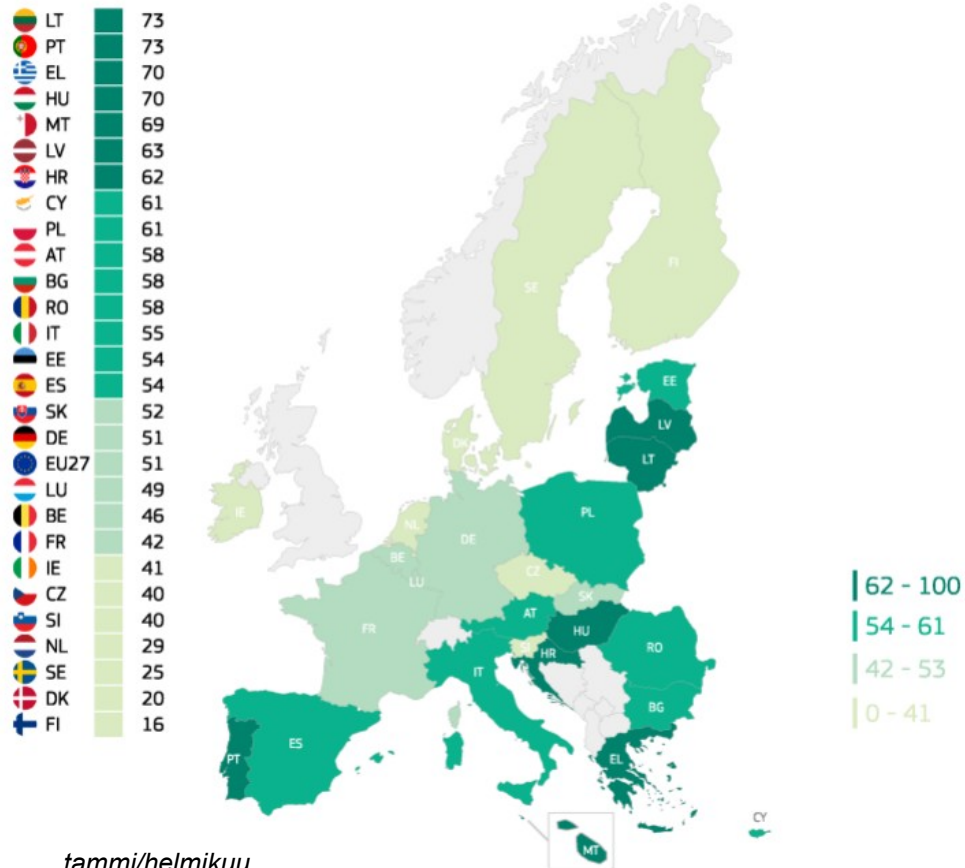 LT 73
PT 73
EL 70
HU 70
MT 69
LV 63
HR 62
CY 61
PL 61
AT 58
BG 58
RO 58
IT 55
EE 54
ES 54
SK 52
DE 51
EU27 51
LU 49
BE 46
FR 42
IE 41
CZ 40
SI 40
NL 29
SE 25
DK 20
FI 16
FI
SE
EE
LV
LT
DK
IE
NL
PL
BE
DE
LU
CZ
SK
FR
AT
HU
SI
HR
RO
IT
BG
ES
PT
EL
CY
MT
62 - 100
54 - 61
42 - 53
0 - 41
tammi/helmikuu